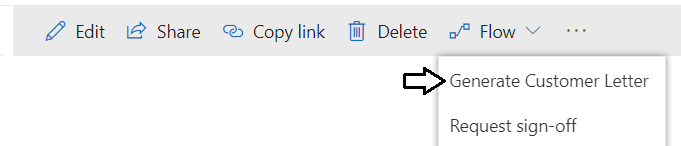 Edit Share Copy link Delete Flow ...
Generate Customer Letter
Request sign-off